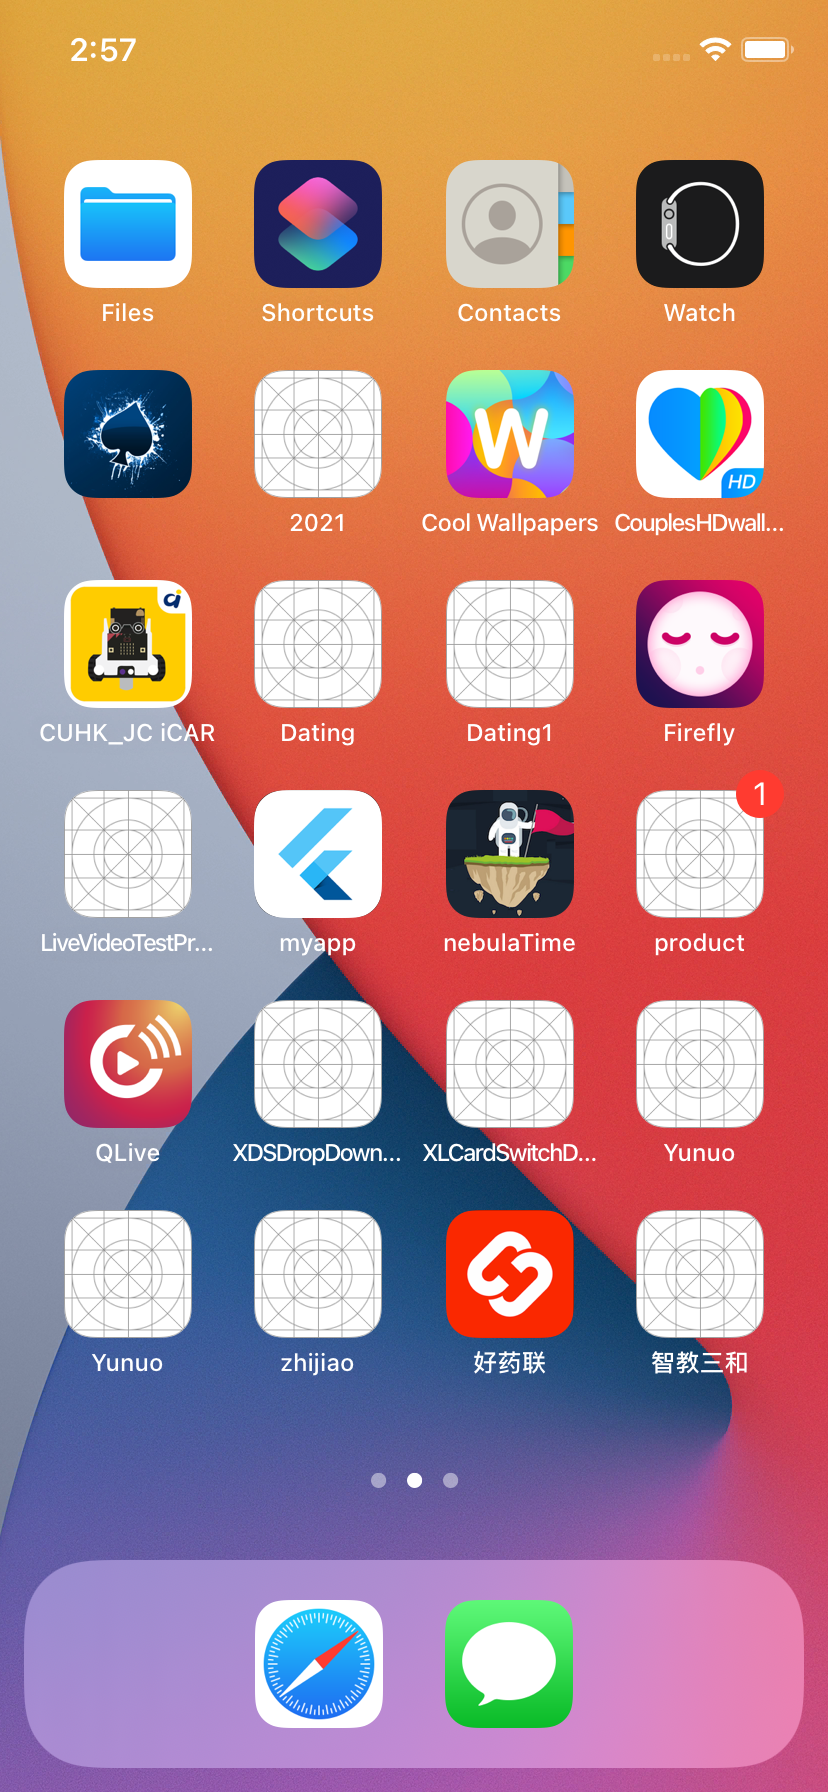 2:57
Files
Shortcuts
Contacts
Watch
2021
W
Cool Wallpapers
HD
CouplesHDwall...
CUHK_JC iCAR
Dating
Dating1
Firefly
1
LiveVideoTestPr...
myapp
nebulaTime
product
QLive
XDSDropDown...
XLCardSwitchD...
Yunuo
Yunuo
zhijiao
好药联
智教三和